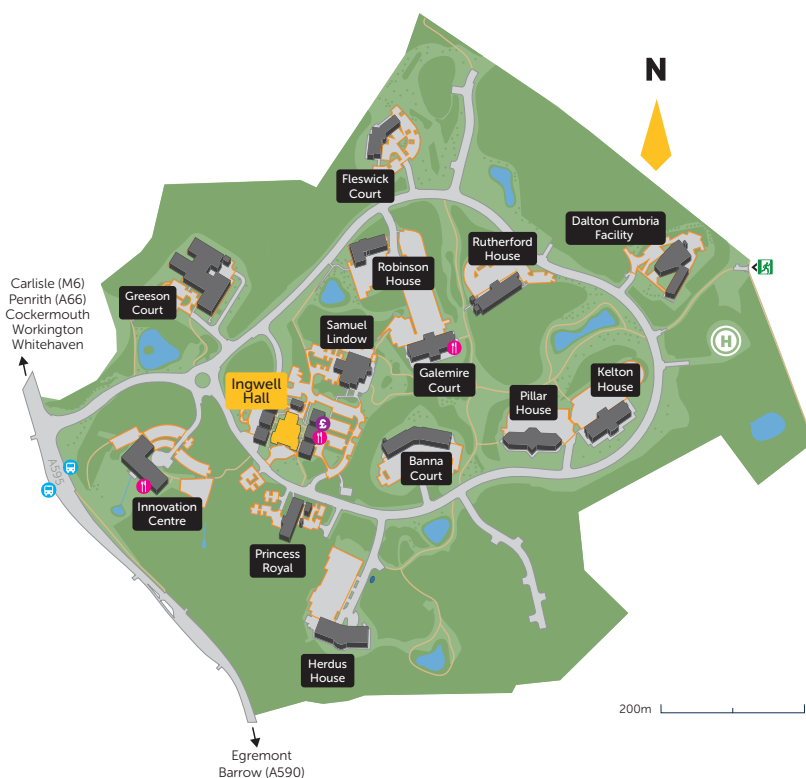 N
Fleswick
Court
Dalton Cumbria
Facility
Rutherford
House
Robinson
House
Carlisle (M6)
Penrith (A66)
Cockermouth
Workington
Whitehaven
Greeson
Court
Samuel
Lindow
H
Galemire
Court
Kelton
House
Ingwell
Hall
Pillar
House
£
Banna
Court
A595
Innovation
Centre
Princess
Royal
Herdus
House
200m
Egremont
Barrow (A590)